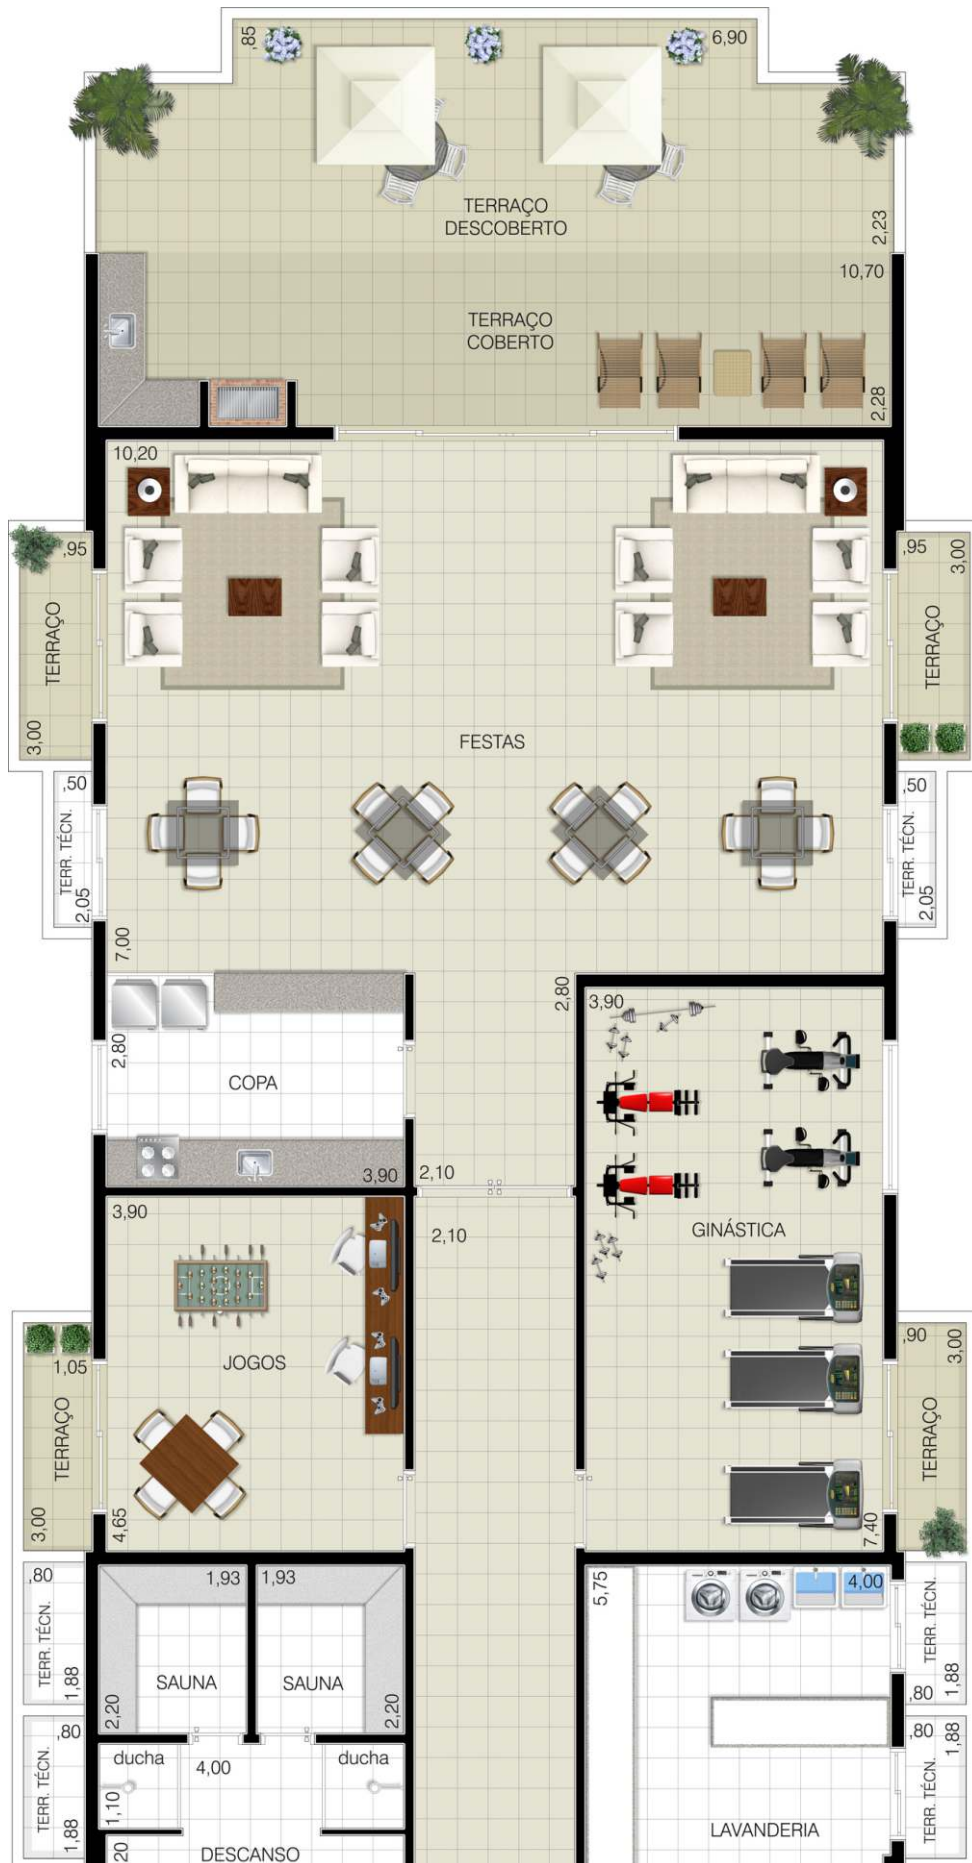 ,85
6,90
TERRAÇO
DESCOBERTO
2,23
10,70
TERRAÇO
COBERTO
2,28
10,20
,95
TERRAÇO
3,00
,95
3,00
TERRAÇO
FESTAS
,50
TERR. TÉCN.
2,05
,50
TERR. TÉCN.
2,05
7,00
2,80
3,90
2,80
COPA
3,90
2,10
3,90
2,10
GINÁSTICA
JOGOS
1,05
TERRAÇO
3,00
4,65
,90
3,00
TERRAÇO
7,40
,80
TERR. TÉCN.
1,88
1,93
1,93
SAUNA
SAUNA
2,20
2,20
5,75
4,00
TERR. TÉCN.
,80
1,88
,80
TERR. TÉCN.
1,88
ducha
4,00
ducha
1,10
,80
1,88
TERR. TÉCN.
LAVANDERIA
20
DESCANSO